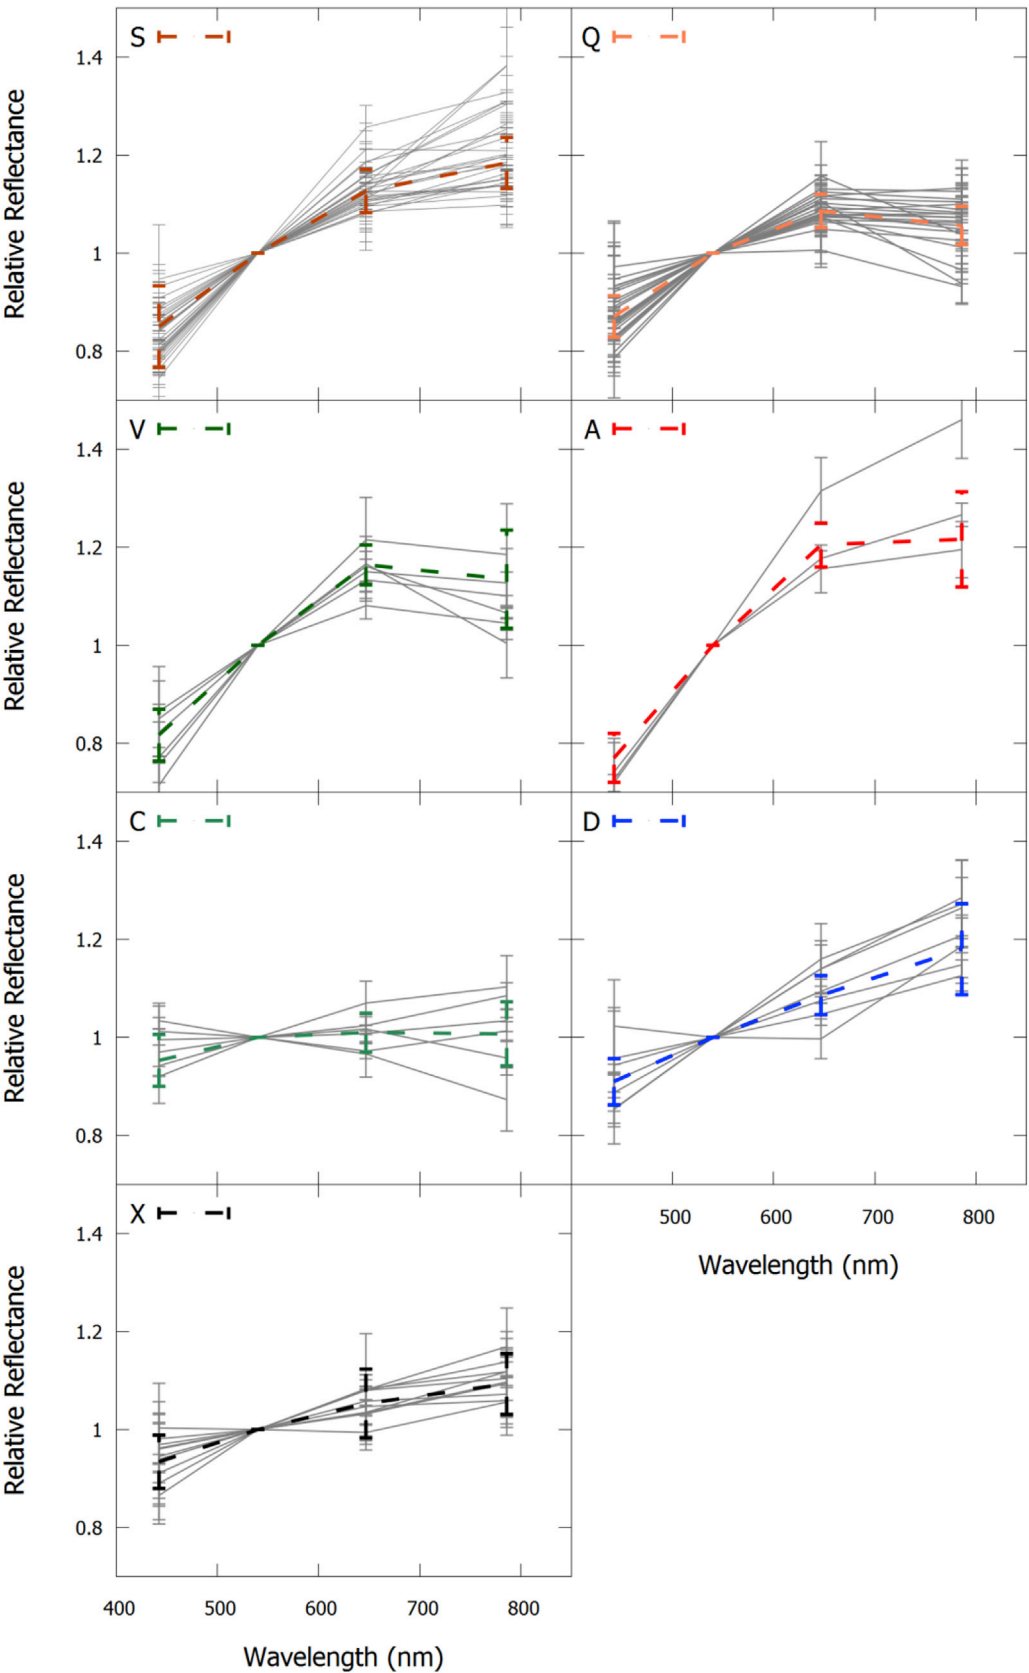 S
Q
1.4
1.2
1
0.8
Relative Reflectance
V
A
1.4
1.2
1
0.8
Relative Reflectance
C
D
1.4
1.2
1
0.8
Relative Reflectance
500 600 700 800
Wavelength (nm)
X
1.4
1.2
1
0.8
Relative Reflectance
400 500 600 700 800
Wavelength (nm)